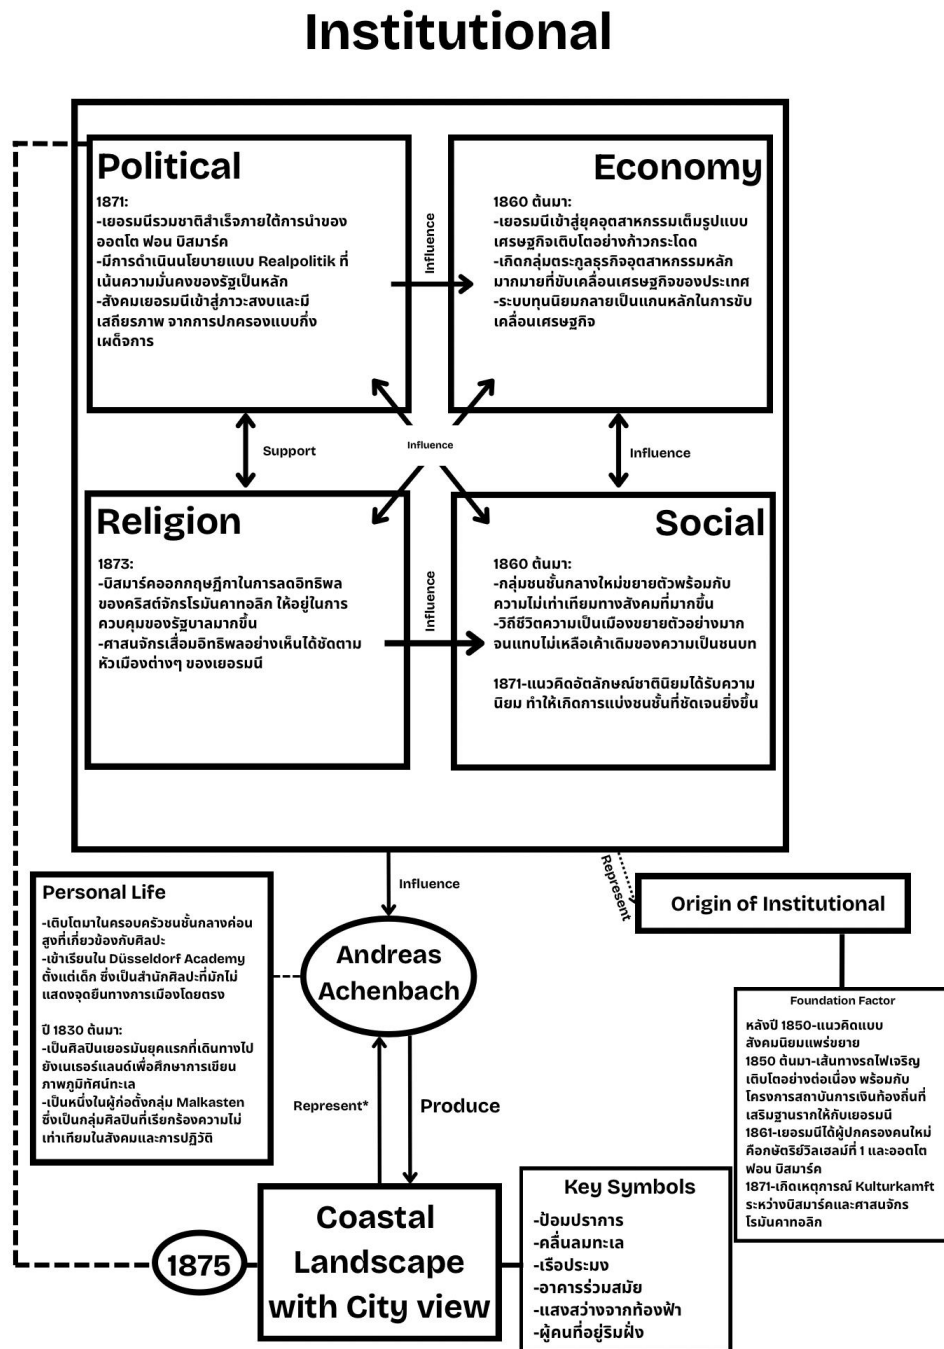 Institutional
Political
1871:
-เยอรมนีรวมชาติสำเร็จภายใต้การนำของ
ออตโต ฟอน บิสมาร์ค
-มีการดำเนินนโยบายแบบ Realpolitik ที่
เน้นความมั่นคงของรัฐเป็นหลัก
-สังคมเยอรมนีเข้าสู่ภาวะสงบและมี
เสถียรภาพ จากการปกครองแบบกึ่ง
เผด็จการ
Influence
Economy
1860 ต้นมา:
-เยอรมนีเข้าสู่ยุคอุตสาหกรรมเต็มรูปแบบ
เศรษฐกิจเติบโตอย่างก้าวกระโดด
-เกิดกลุ่มตระกูลธุรกิจอุตสาหกรรมหลัก
มากมายที่ขับเคลื่อนเศรษฐกิจของประเทศ
-ระบบทุนนิยมกลายเป็นแกนหลักในการขับ
เคลื่อนเศรษฐกิจ
Support
Influence
Influence
Religion
1873:
-บิสมาร์คออกกฤษฎีกาในการลดอิทธิพล
ของคริสต์จักรโรมันคาทอลิก ให้อยู่ในการ
ควบคุมของรัฐบาลมากขึ้น
-ศาสนจักรเสื่อมอิทธิพลอย่างเห็นได้ชัดตาม
หัวเมืองต่างๆ ของเยอรมนี
Influence
Social
1860 ต้นมา:
-กลุ่มชนชั้นกลางใหม่ขยายตัวพร้อมกับ
ความไม่เท่าเทียมทางสังคมที่มากขึ้น
-วิถีชีวิตความเป็นเมืองขยายตัวอย่างมาก
จนแทบไม่เหลือเค้าเดิมของความเป็นชนบท
1871-แนวคิดอัตลักษณ์ชาตินิยมได้รับความ
นิยม ทำให้เกิดการแบ่งชนชั้นที่ชัดเจนยิ่งขึ้น
Influence
Represent
Personal Life
-เติบโตมาในครอบครัวชนชั้นกลางค่อน
สูงที่เกี่ยวข้องกับศิลปะ
-เข้าเรียนใน Düsseldorf Academy
ตั้งแต่เด็ก ซึ่งเป็นสำนักศิลปะที่มักไม่
แสดงจุดยืนทางการเมืองโดยตรง
ปี 1830 ต้นมา:
-เป็นศิลปินเยอรมันยุคแรกที่เดินทางไป
ยังเนเธอร์แลนด์เพื่อศึกษาการเขียน
ภาพภูมิทัศน์ทะเล
-เป็นหนึ่งในผู้ก่อตั้งกลุ่ม Malkasten
ซึ่งเป็นกลุ่มศิลปินที่เรียกร้องความไม่
เท่าเทียมในสังคมและการปฏิวัติ
Andreas
Achenbach
Origin of Institutional
Foundation Factor
หลังปี 1850-แนวคิดแบบ
สังคมนิยมแพร่ขยาย
1850 ต้นมา-เส้นทางรถไฟเจริญ
เติบโตอย่างต่อเนื่อง พร้อมกับ
โครงการสถาบันการเงินท้องถิ่นที่
เสริมฐานรากให้กับเยอรมนี
1861-เยอรมนีได้ผู้ปกครองคนใหม่
คือกษัตริย์วิลเฮลม์ที่ 1 และออตโต
ฟอน บิสมาร์ค
1871-เกิดเหตุการณ์ Kulturkamft
ระหว่างบิสมาร์คและศาสนจักร
โรมันคาทอลิก
Represent*
Produce
1875
Coastal
Landscape
with City view
Key Symbols
-ป้อมปราการ
-คลื่นลมทะเล
-เรือประมง
-อาคารร่วมสมัย
-แสงสว่างจากท้องฟ้า
-ผู้คนที่อยู่ริมฝั่ง